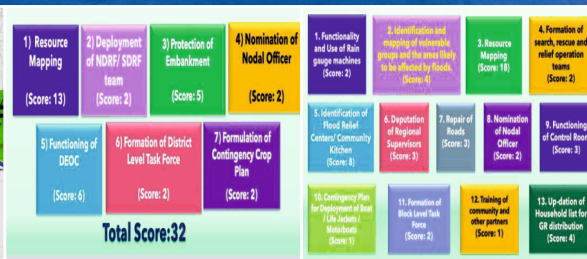 1) Resource
Mapping
(Score: 13)
2) Deployment
of NDRF/ SDRF
team
(Score: 2)
3) Protection of
Embankment
(Score: 5)
4) Nomination of
Nodal Officer
(Score: 2)
5) Functioning of
DEOC
(Score: 6)
6) Formation of District
Level Task Force
(Score: 2)
7) Formulation of
Contingency Crop
Plan
(Score: 2)
Total Score:32
1. Functionality
and Use of Rain
gauge machines
(Score: 2)
2. Identification and
mapping of vulnerable
groups and the areas likely
to be affected by floods.
(Score: 4)
3. Resource
Mapping
(Score: 18)
4. Formation of
search, rescue and
relief operation
teams
(Score: 2)
5. Identification of
Flood Relief
Centers/ Community
Kitchen
(Score: 8)
6. Deputation
of Regional
Supervisors
(Score: 3)
7. Repair of
Roads
(Score: 3)
8. Nomination
of Nodal
Officer
(Score: 2)
9. Functioning
of Control Room
(Score: 3)
10. Contingency Plan
for Deployment of Boat
/ Life Jackets /
Motorboats
(Score: 1)
11. Formation of
Block Level Task
Force
(Score: 2)
12. Training of
community and
other partners
(Score: 1)
13. Up-dation of
Household list for
GR distribution
(Score: 4)